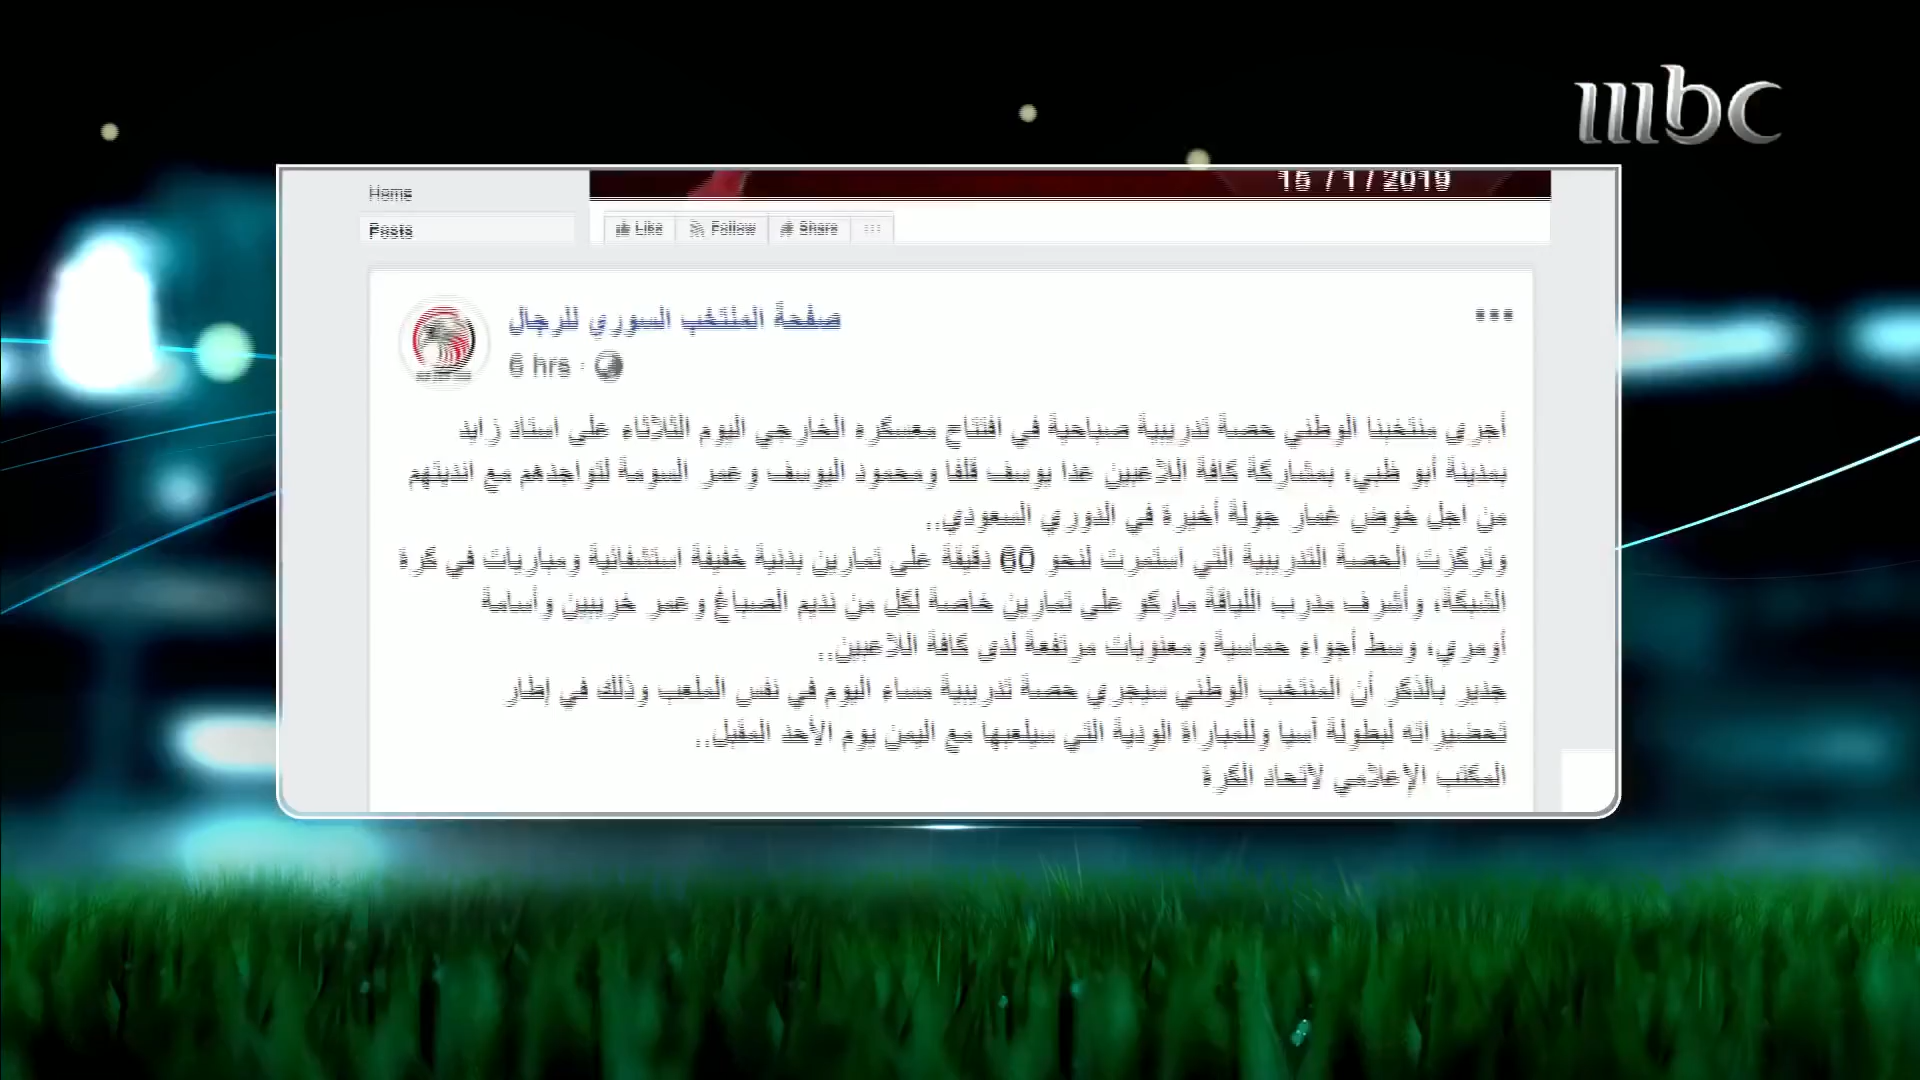 mbc
15 /1/2019
Home
Posts
Like Follow Share ...
صفحة المنتخب السوري للرجال
6 hrs ·
أجرى منتخبنا الوطني حصة تدريبية صباحية في افتتاح معسكره الخارجي اليوم الثلاثاء على استاد زايد
بمدينة أبو ظبي، بمشاركة كافة اللاعبين عدا يوسف قلفا ومحمود اليوسف وعمر السومة لتواجدهم مع انديتهم
من اجل خوض غمار جولة أخيرة في الدوري السعودي..
وتركزت الحصة التدريبية التي استمرت لنحو 60 دقيقة على تمارين بدنية خفيفة استشفائية ومباريات في كرة
الشبكة، وأشرف مدرب اللياقة ماركو على تمارين خاصة لكل من نديم الصباغ وعمر خريبين وأسامة
أومري، وسط أجواء حماسية ومعنويات مرتفعة لدى كافة اللاعبين..
جدير بالذكر أن المنتخب الوطني سيجري حصة تدريبية مساء اليوم في نفس الملعب وذلك في إطار
تحضيراته لبطولة آسيا وللمباراة الودية التي سيلعبها مع اليمن يوم الأحد المقبل..
المكتب الإعلامي لاتحاد الكرة